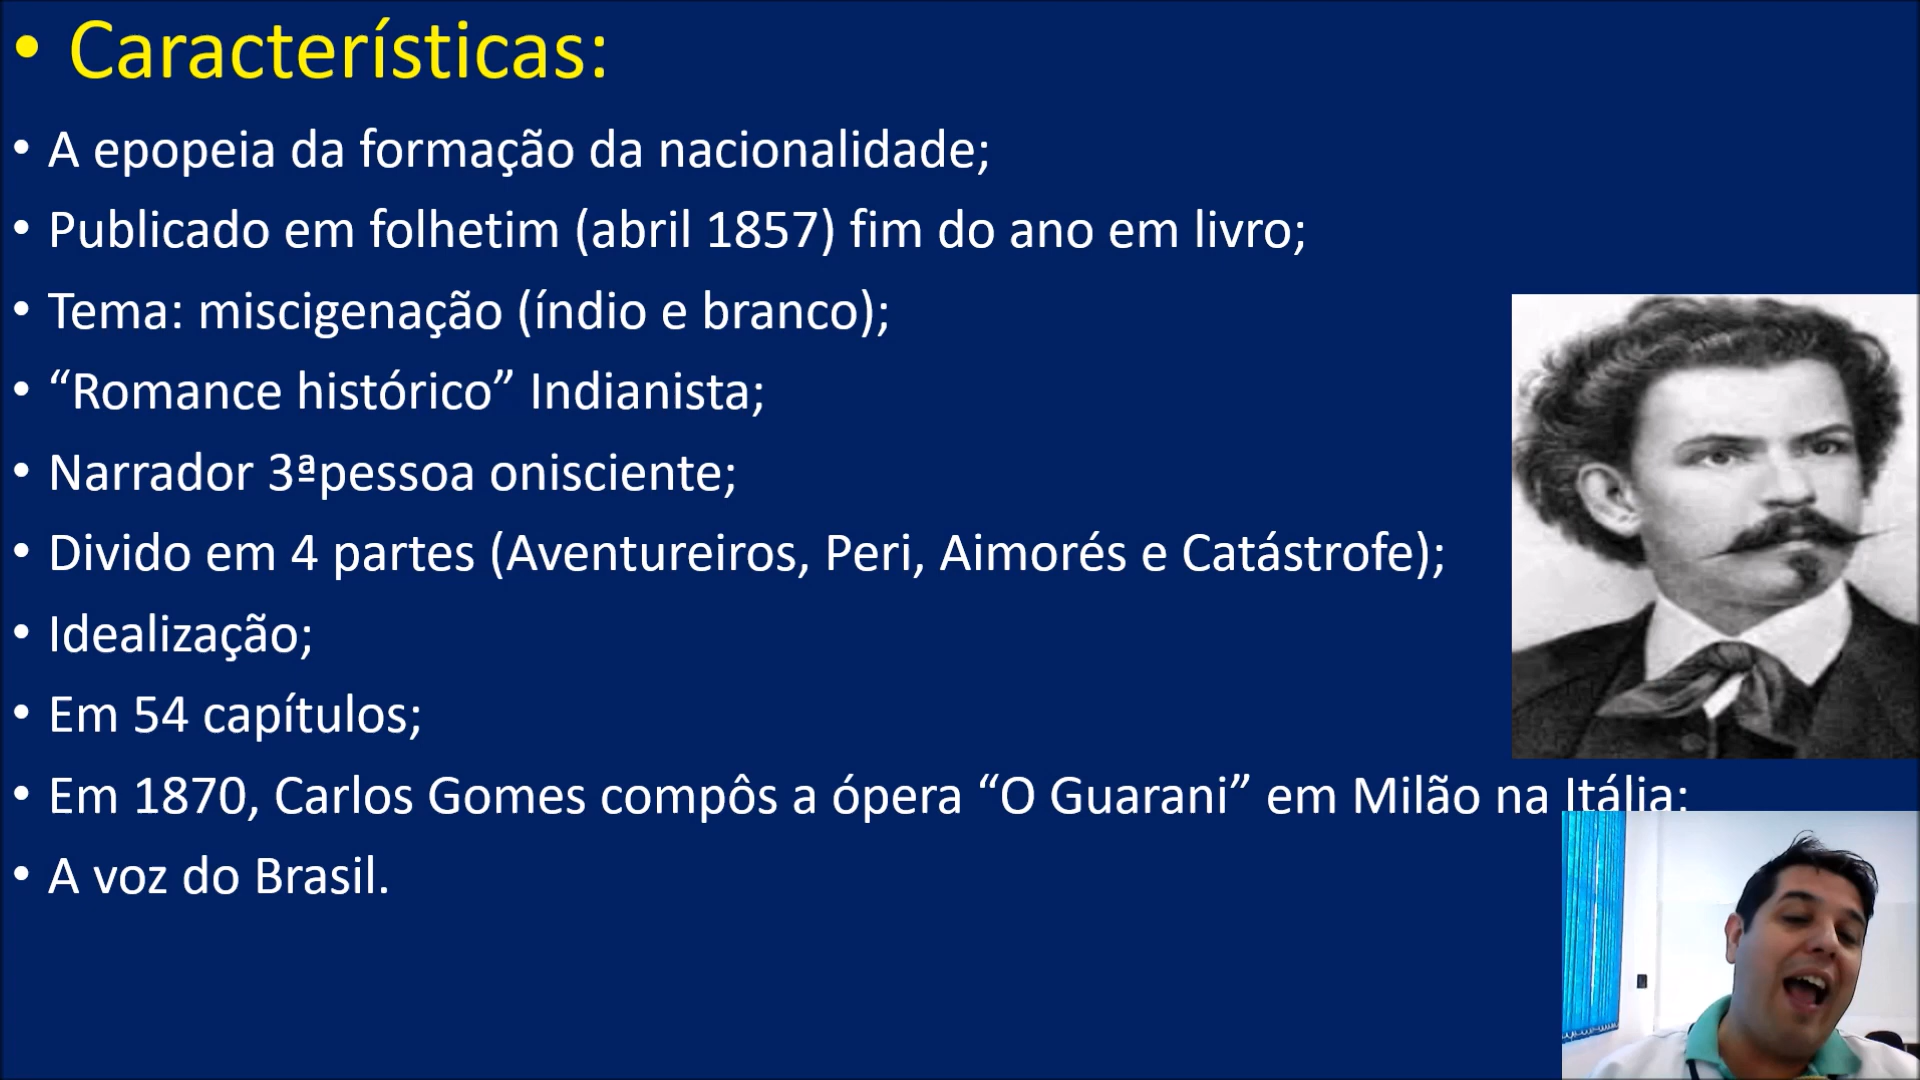 • Características:
• A epopeia da formação da nacionalidade;
• Publicado em folhetim (abril 1857) fim do ano em livro;
• Tema: miscigenação (índio e branco);
• “Romance histórico” Indianista;
• Narrador 3ªpessoa onisciente;
• Divido em 4 partes (Aventureiros, Peri, Aimorés e Catástrofe);
• Idealização;
• Em 54 capítulos;
• Em 1870, Carlos Gomes compôs a ópera “O Guarani” em Milão na Itália;
• A voz do Brasil.